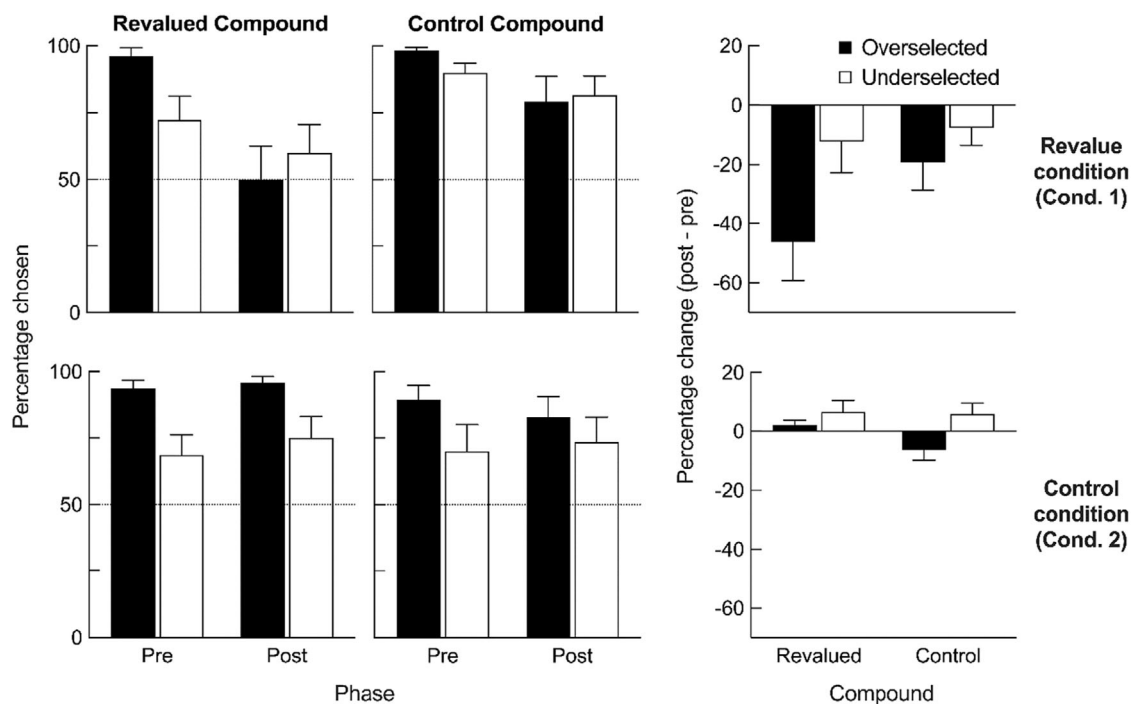 Revalued Compound
Control Compound
Percentage chosen
100
50
0
100
50
0
Pre
Post
Pre
Post
Phase
Percentage change (post - pre)
20
0
-20
-40
-60
Overselected
Underselected
Revalue
condition
(Cond. 1)
20
0
-20
-40
-60
Control
condition
(Cond. 2)
Revalued
Control
Compound